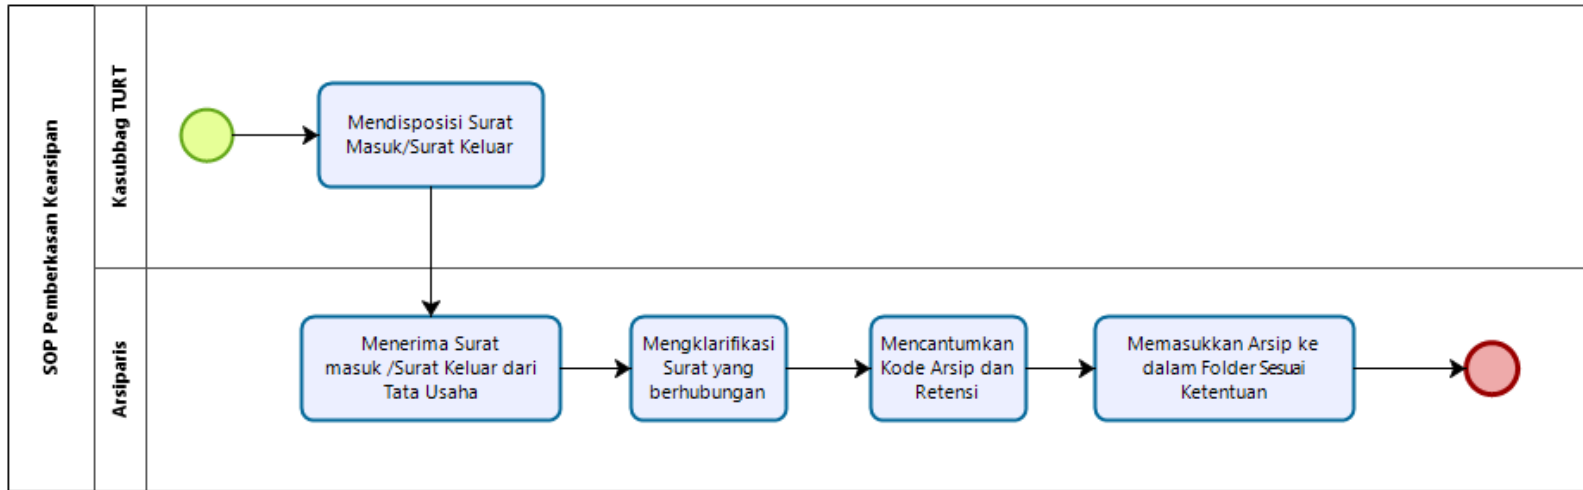 SOP Pemberkasan Kearsipan
Kasubbag TURT
Mendisposisi Surat
Masuk/Surat Keluar
Arsiparis
Menerima Surat
masuk /Surat Keluar dari
Tata Usaha
Mengklarifikasi
Surat yang
berhubungan
Mencantumkan
Kode Arsip dan
Retensi
Memasukkan Arsip ke
dalam Folder Sesuai
Ketentuan